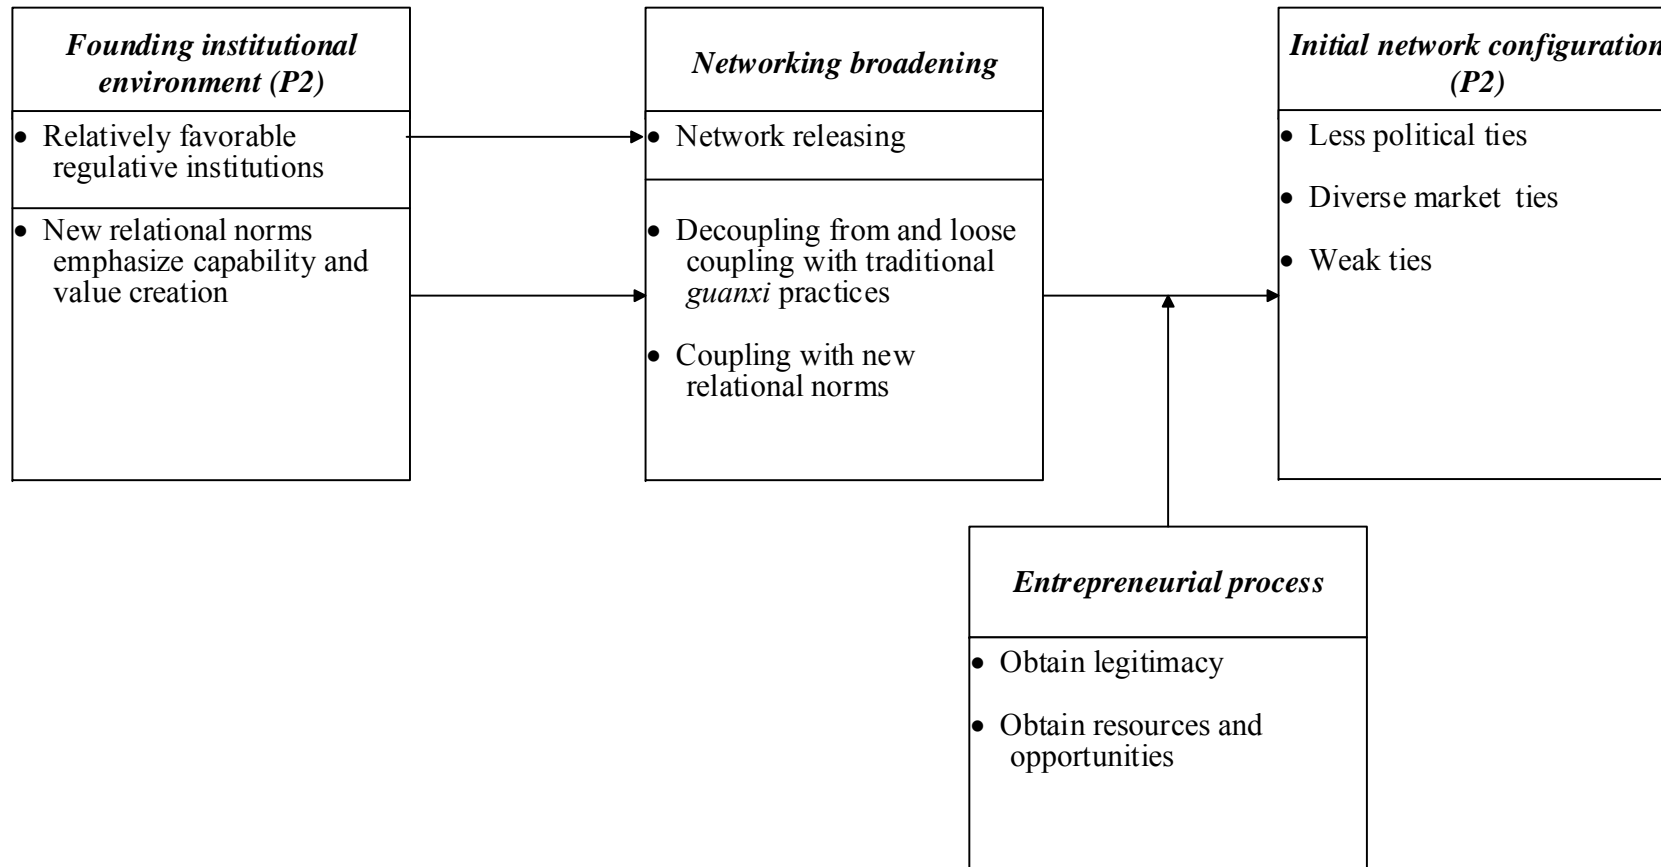 Founding institutional
environment (P2)
● Relatively favorable
regulative institutions
● New relational norms
emphasize capability and
value creation
Networking broadening
● Network releasing
● Decoupling from and loose
coupling with traditional
guanxi practices
● Coupling with new
relational norms
Initial network configuration
(P2)
● Less political ties
● Diverse market ties
● Weak ties
Entrepreneurial process
● Obtain legitimacy
● Obtain resources and
opportunities